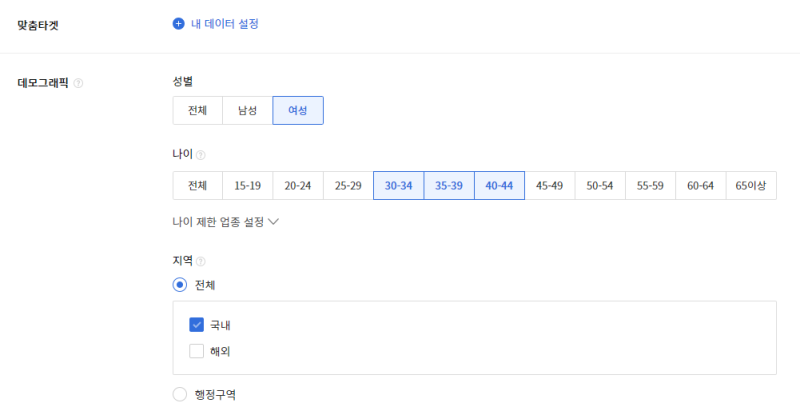 맞춤타겟
내 데이터 설정
데모그래픽 ?
성별
전체 남성 여성
나이 ?
전체 15-19 20-24 25-29 30-34 35-39 40-44 45-49 50-54 55-59 60-64 65이상
나이 제한 업종 설정
지역 ?
전체
국내
해외
행정구역